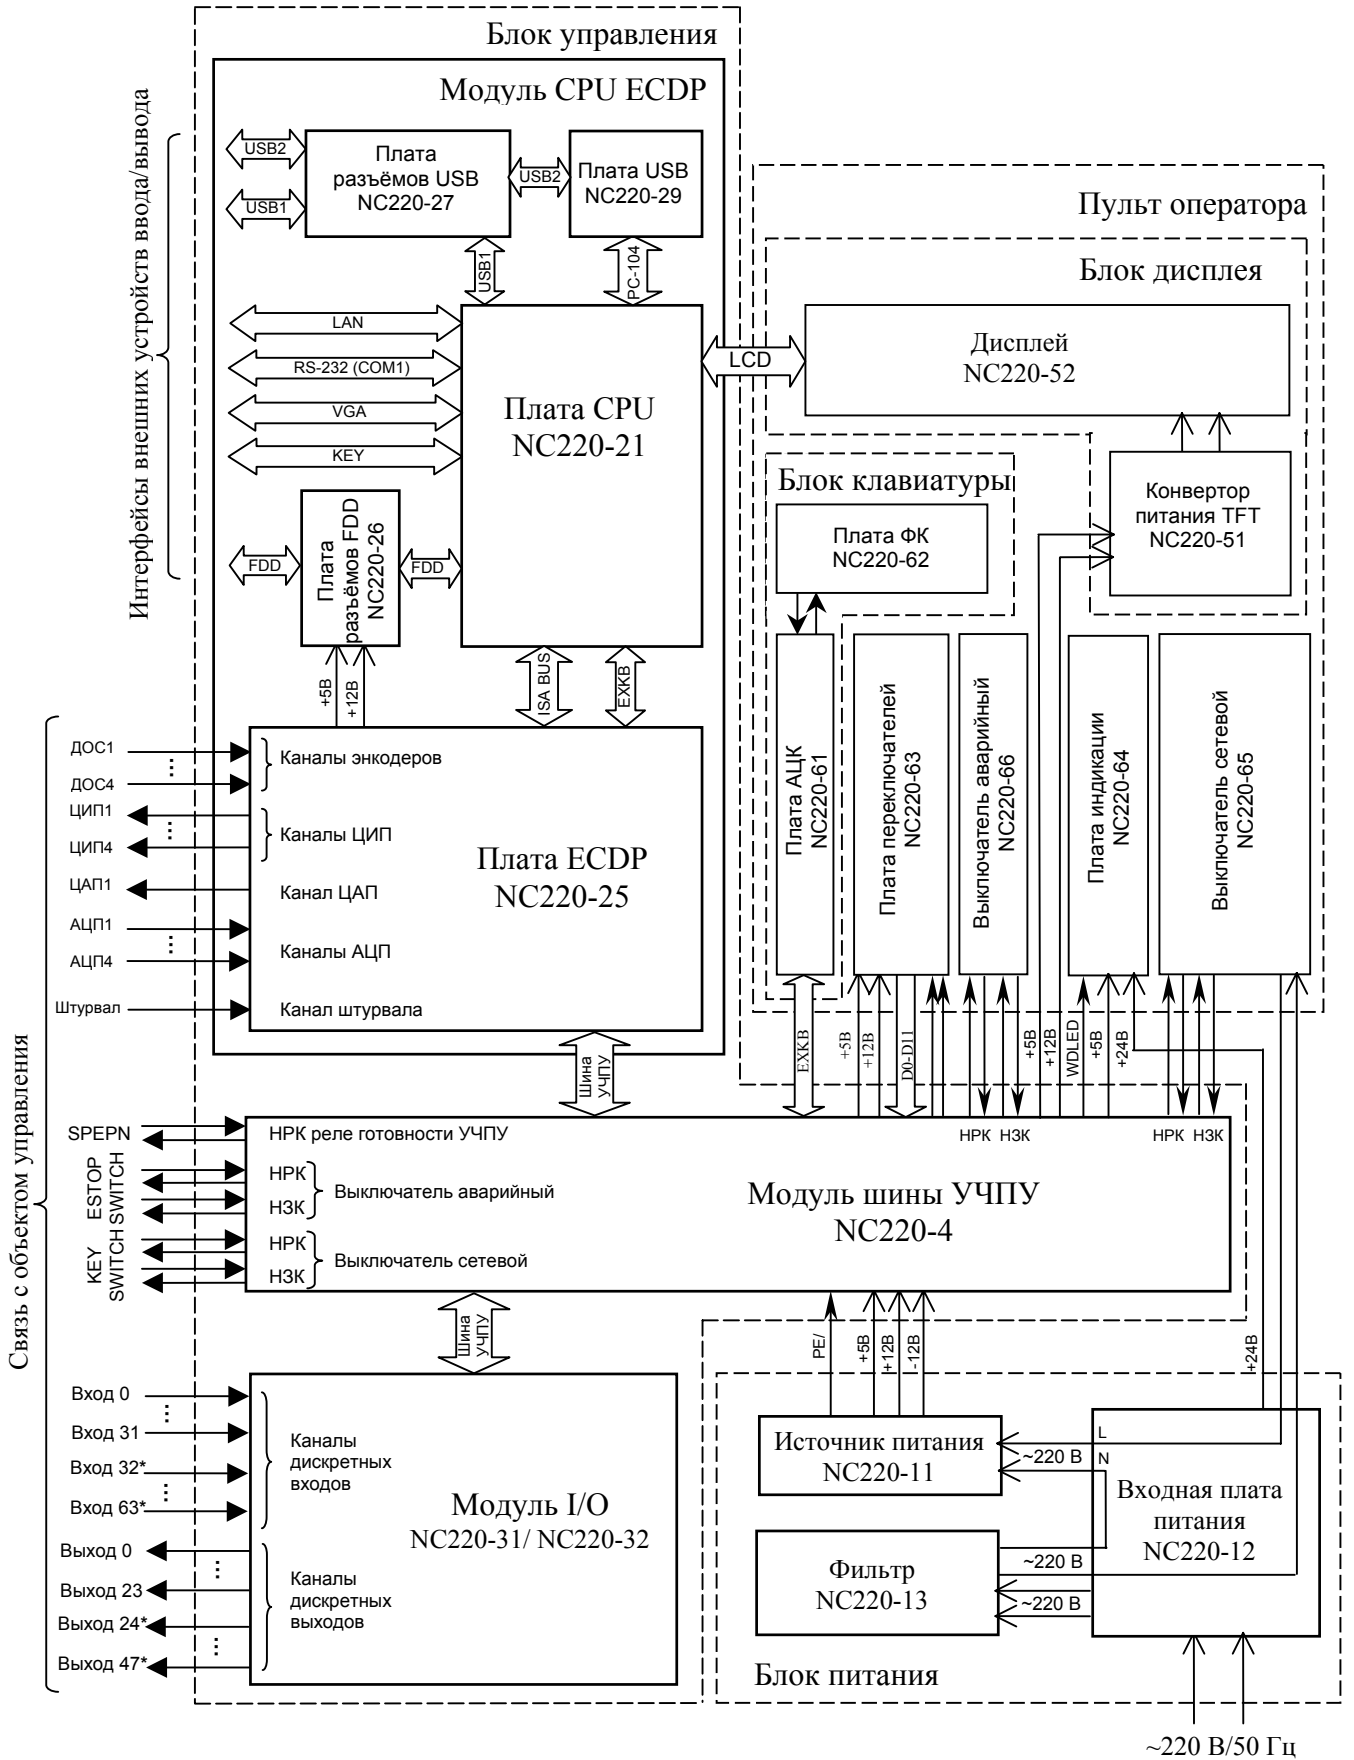 Блок управления
Модуль CPU ECDP
Интерфейсы внешних устройств ввода/вывода
USB2
USB1
Плата
разъёмов USB
NC220-27
USB2
Плата USB
NC220-29
USB1
PC-104
LAN
RS-232 (COM1)
VGA
KEY
Плата CPU
NC220-21
FDD
Плата
разъёмов FDD
NC220-26
FDD
+5В
+12В
ISA BUS
EXKB
LCD
Пульт оператора
Блок дисплея
Дисплей
NC220-52
Конвертор
питания TFT
NC220-51
Блок клавиатуры
Плата ФК
NC220-62
Плата АЦК
NC220-61
Плата переключателей
NC220-63
Выключатель аварийный
NC220-66
Плата индикации
NC220-64
Выключатель сетевой
NC220-65
Связь с объектом управления
ДОС1
...
ДОС4
Каналы энкодеров
ЦИП1
...
ЦИП4
Каналы ЦИП
ЦАП1
Канал ЦАП
АЦП1
...
АЦП4
Каналы АЦП
Штурвал
Канал штурвала
Плата ECDP
NC220-25
Шина
УЧПУ
EXKB
+5В
+12В
D0-D11
+5В
+12В
WDLED
+5В
+24В
SPEPN
НРК реле готовности УЧПУ
НРК
НЗК
НРК
НЗК
ESTOP
SWITCH
НРК
НЗК
Выключатель аварийный
KEY
SWITCH
НРК
НЗК
Выключатель сетевой
Модуль шины УЧПУ
NC220-4
Шина
УЧПУ
PE/
+5В
+12В
-12В
+24В
Вход 0
...
Вход 31
Вход 32*
...
Вход 63*
Каналы
дискретных
входов
Выход 0
...
Выход 23
Выход 24*
...
Выход 47*
Каналы
дискретных
выходов
Модуль I/O
NC220-31/ NC220-32
Источник питания
NC220-11
L
~220 В
N
Входная плата
питания
NC220-12
Фильтр
NC220-13
~220 В
~220 В
Блок питания
~220 В/50 Гц